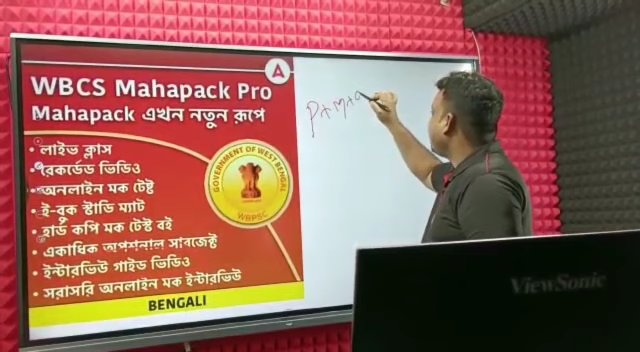 A
WBCS Mahapack Pro
Mahapack এখন নতুন রূপে
• লাইভ ক্লাস
• রেকর্ডেড ভিডিও
• অনলাইন মক টেষ্ট
• ই-বুক স্টাডি ম্যাট
• হার্ড কপি মক টেস্ট বই
• একাধিক অপশনাল সাবজেক্ট
• ইন্টারভিউ গাইড ভিডিও
• সরাসরি অনলাইন মক ইন্টারভিউ
GOVERNMENT OF WEST BENGAL
WBPSC
BENGALI
ViewSonic